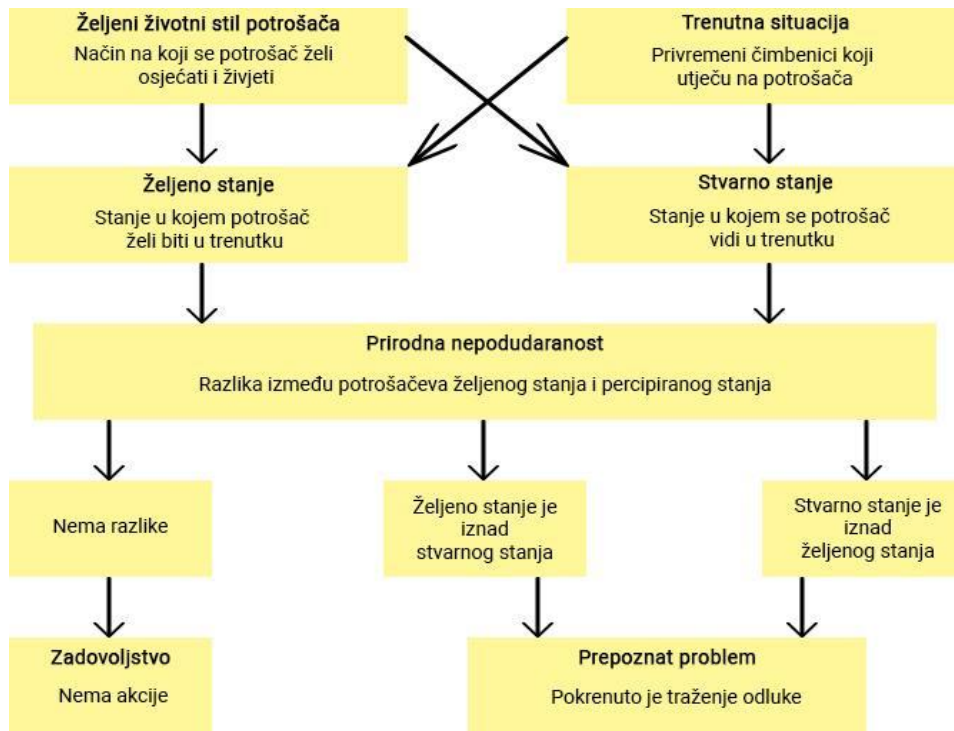 Željeni životni stil potrošača
Način na koji se potrošač želi
osjećati i živjeti
Trenutna situacija
Privremeni čimbenici koji
utječu na potrošača
Željeno stanje
Stanje u kojem potrošač
želi biti u trenutku
Stvarno stanje
Stanje u kojem se potrošač
vidi u trenutku
Prirodna nepodudaranost
Razlika između potrošačeva željenog stanja i percipiranog stanja
Nema razlike
Željeno stanje je
iznad
stvarnog stanja
Stvarno stanje je
iznad
željenog stanja
Zadovoljstvo
Nema akcije
Prepoznat problem
Pokrenuto je traženje odluke